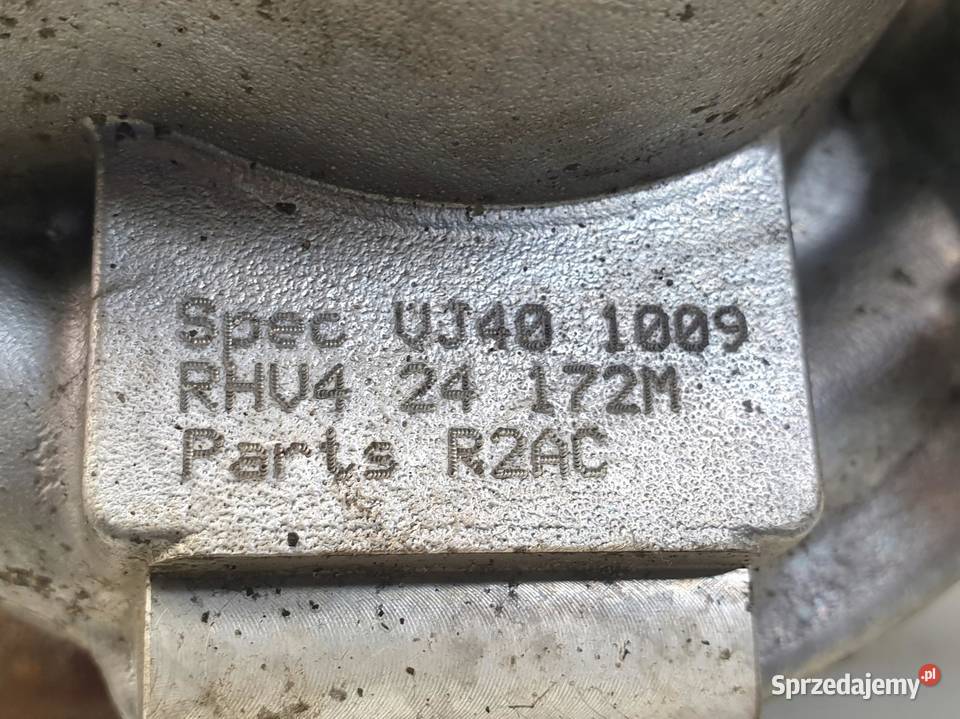 Spec VJ40 1009
RHV4 24 172M
Parts R2AC
Sprzedajemy.pl